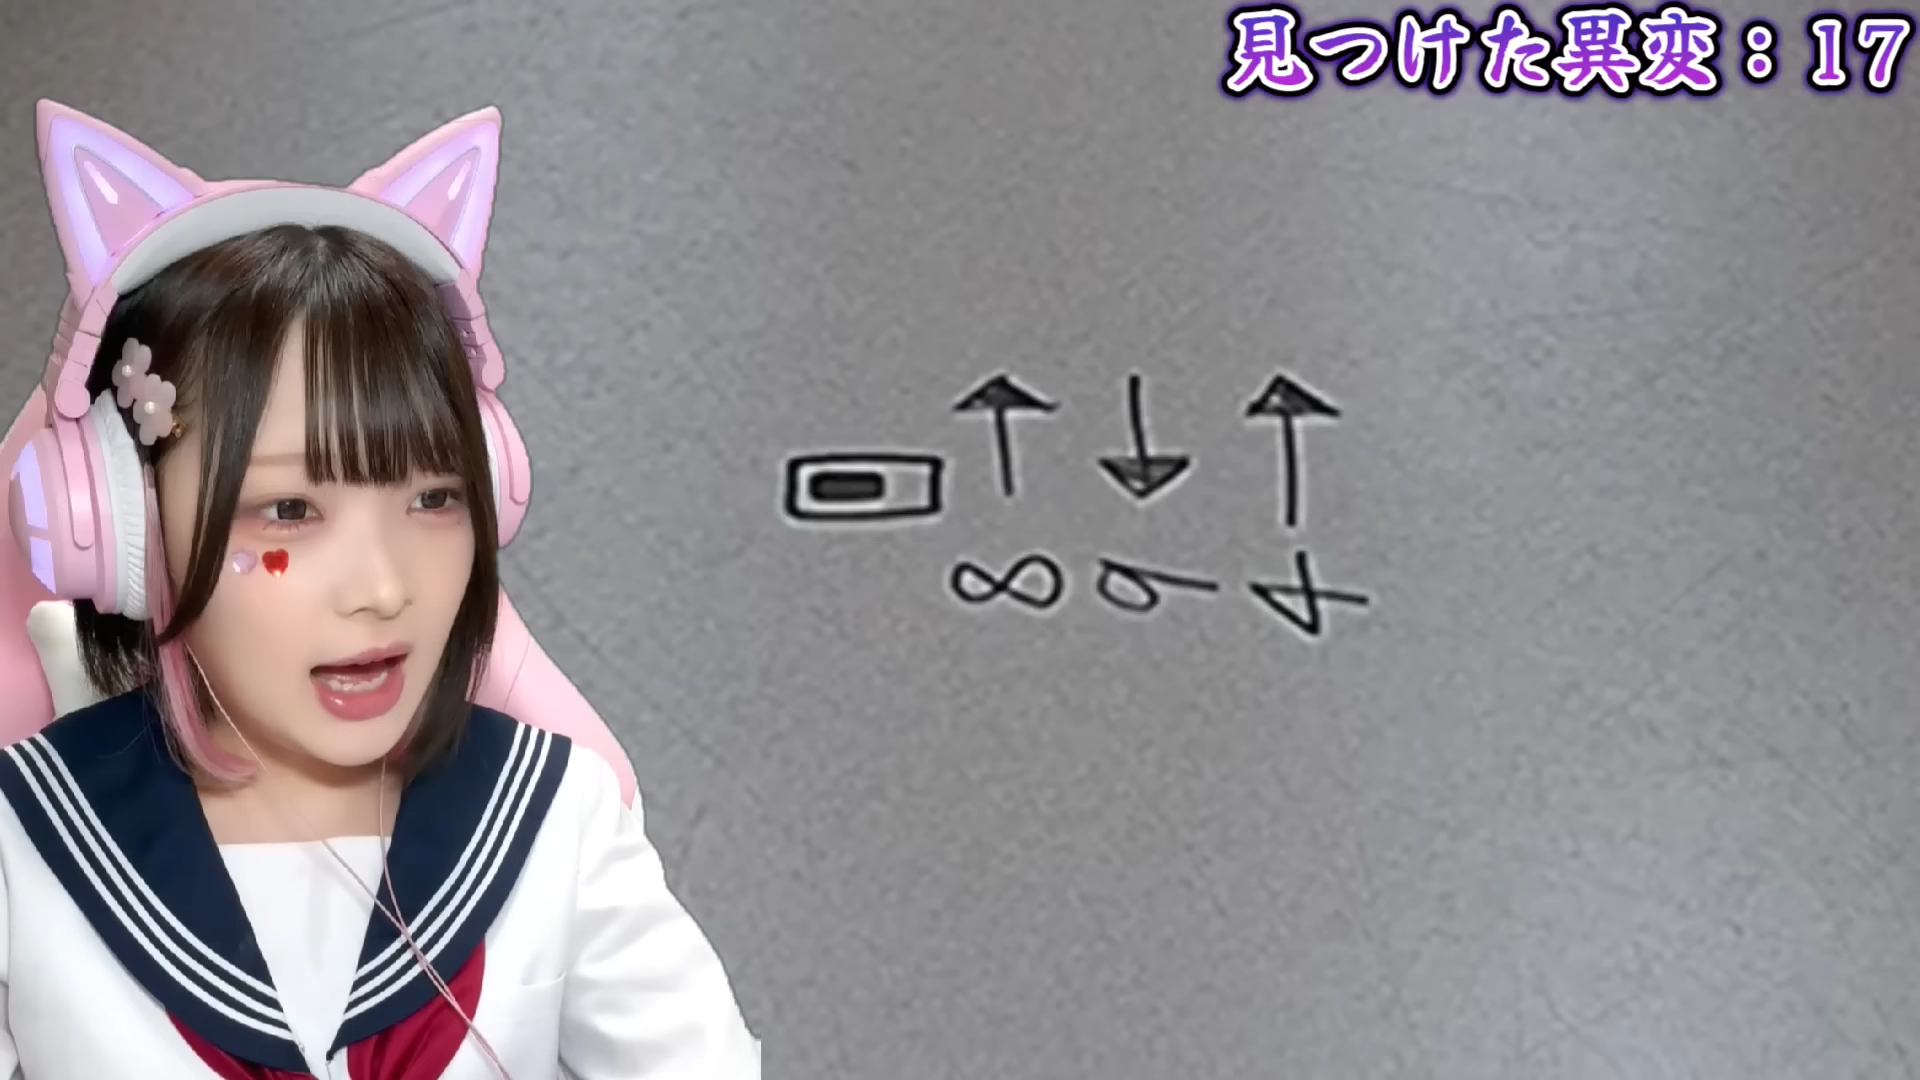 見つけた異変：17
↑ ↓ ↑
∞